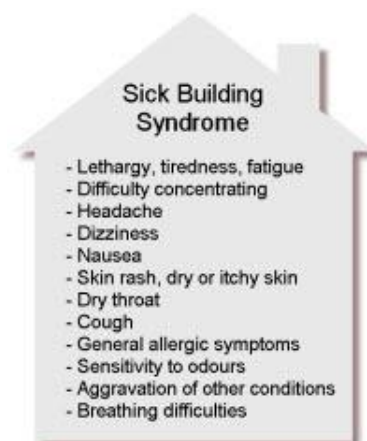 Sick Building
Syndrome
- Lethargy, tiredness, fatigue
- Difficulty concentrating
- Headache
- Dizziness
- Nausea
- Skin rash, dry or itchy skin
- Dry throat
- Cough
- General allergic symptoms
- Sensitivity to odours
- Aggravation of other conditions
- Breathing difficulties